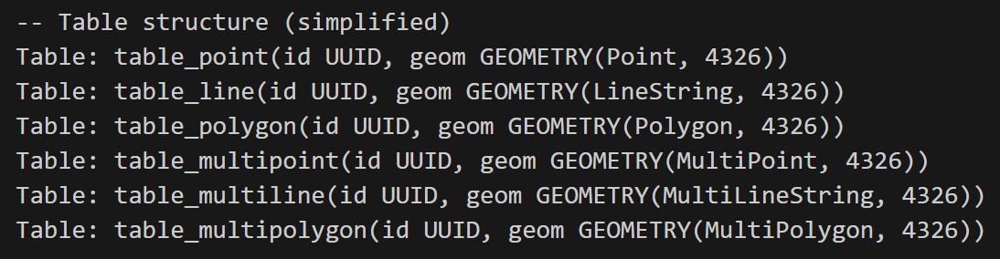 -- Table structure (simplified)
Table: table_point(id UUID, geom GEOMETRY(Point, 4326))
Table: table_line(id UUID, geom GEOMETRY(LineString, 4326))
Table: table_polygon(id UUID, geom GEOMETRY(Polygon, 4326))
Table: table_multipoint(id UUID, geom GEOMETRY(MultiPoint, 4326))
Table: table_multiline(id UUID, geom GEOMETRY(MultiLineString, 4326))
Table: table_multipolygon(id UUID, geom GEOMETRY(MultiPolygon, 4326))